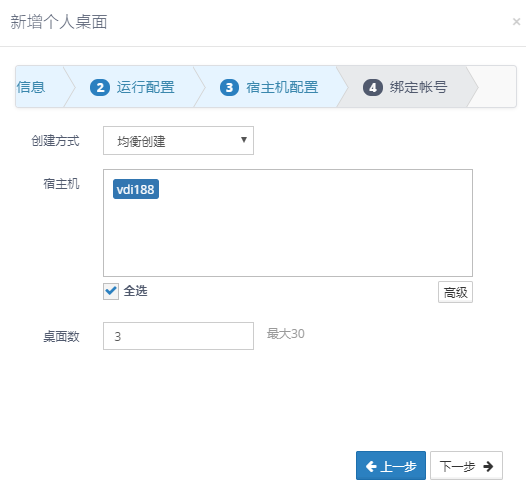 新增个人桌面 ×
信息 2 运行配置 3 宿主机配置 4 绑定帐号
创建方式 均衡创建
宿主机 vdi188
全选 高级
桌面数 3 最大30
上一步 下一步